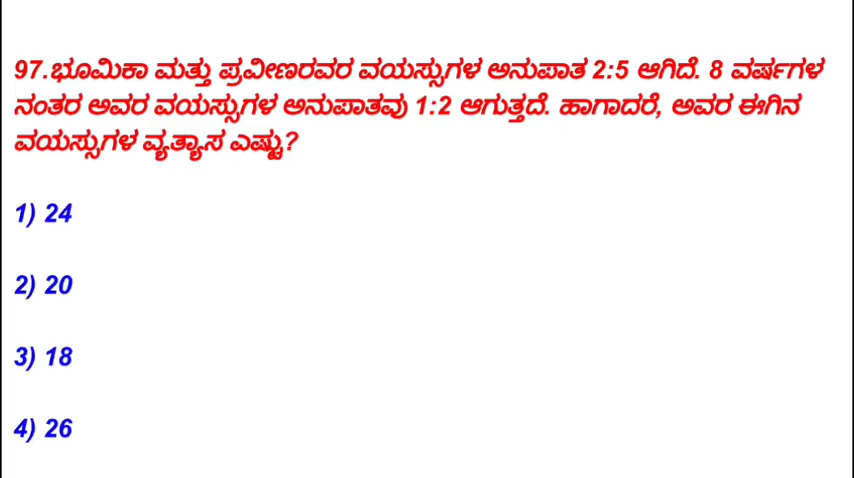 97.ಭೂಮಿಕಾ ಮತ್ತು ಪ್ರವೀಣರವರ ವಯಸ್ಸುಗಳ ಅನುಪಾತ 2:5 ಆಗಿದೆ. 8 ವರ್ಷಗಳ
ನಂತರ ಅವರ ವಯಸ್ಸುಗಳ ಅನುಪಾತವು 1:2 ಆಗುತ್ತದೆ. ಹಾಗಾದರೆ, ಅವರ ಈಗಿನ
ವಯಸ್ಸುಗಳ ವ್ಯತ್ಯಾಸ ಎಷ್ಟು?
1) 24
2) 20
3) 18
4) 26